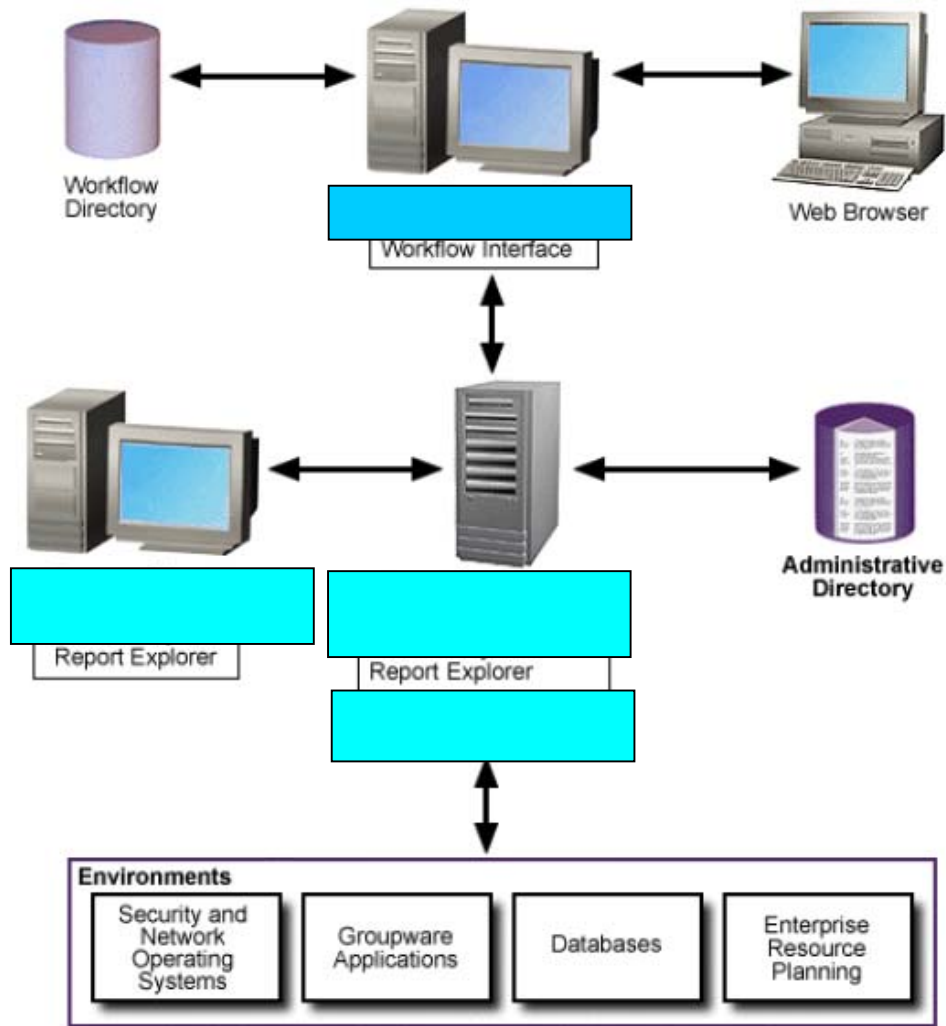 Workflow
Directory
Web Browser
Workflow Interface
Administrative
Directory
Report Explorer
Report Explorer
Environments
Security and
Network
Operating
Systems
Groupware
Applications
Databases
Enterprise
Resource
Planning